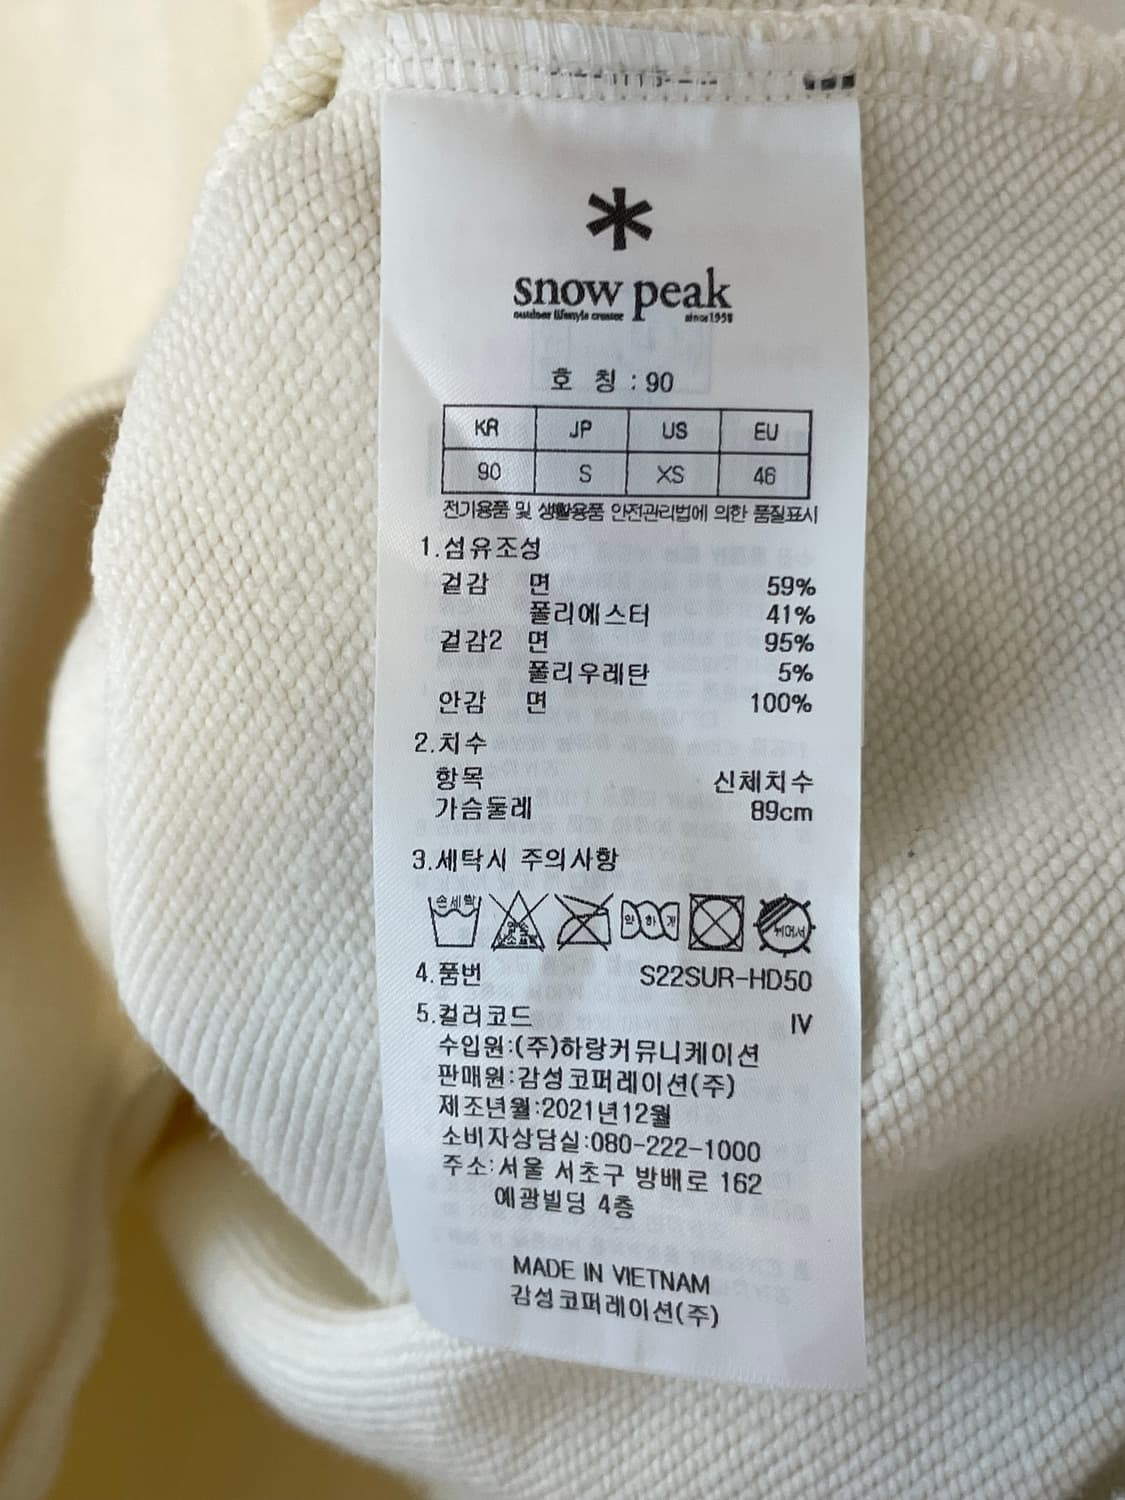 snow peak
outdoor lifestyle creator since1958
호 칭 : 90
KR JP US EU
90 S XS 46
전기용품 및 생활용품 안전관리법에 의한 품질표시
1.섬유조성
겉감 면 59%
폴리에스터 41%
겉감2 면 95%
폴리우레탄 5%
안감 면 100%
2.치수
항목 신체치수
가슴둘레 89cm
3.세탁시 주의사항
손세탁 약하게 뉘어서
4.품번 S22SUR-HD50
5.컬러코드 IV
수입원:(주)하랑커뮤니케이션
판매원:감성코퍼레이션(주)
제조년월:2021년12월
소비자상담실:080-222-1000
주소:서울 서초구 방배로 162
예광빌딩 4층
MADE IN VIETNAM
감성코퍼레이션(주)